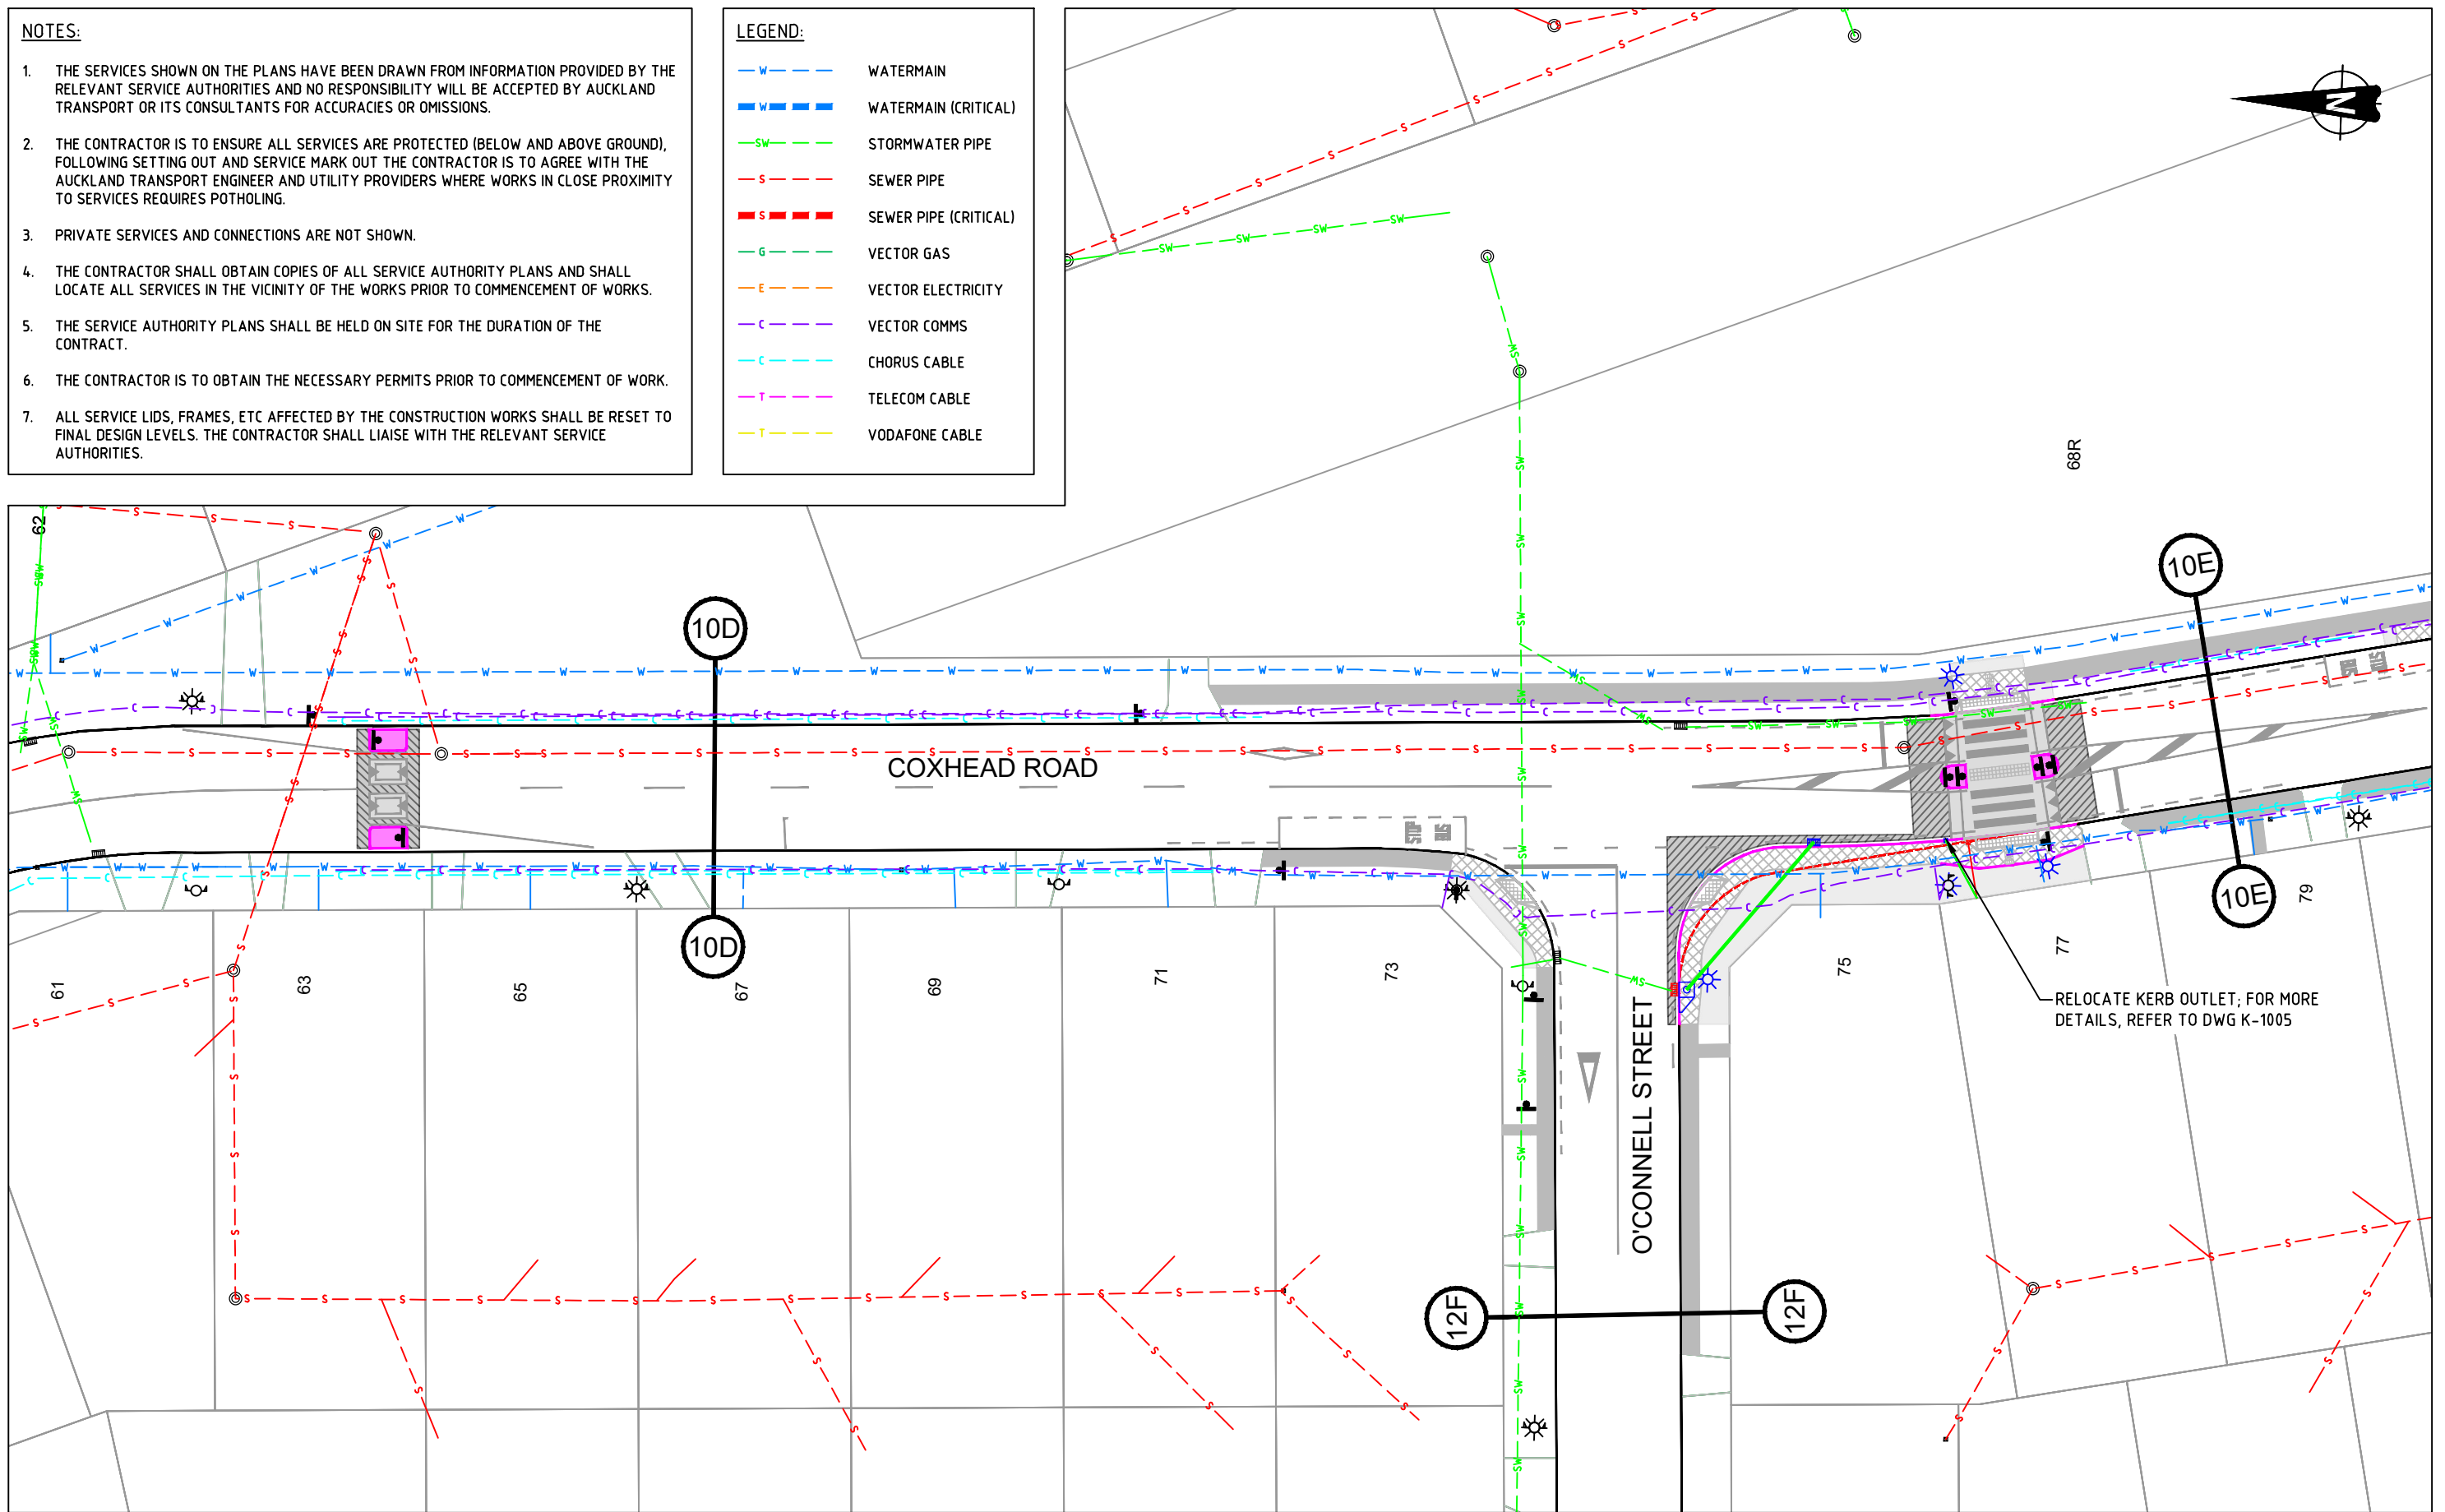 NOTES:
1. THE SERVICES SHOWN ON THE PLANS HAVE BEEN DRAWN FROM INFORMATION PROVIDED BY THE
RELEVANT SERVICE AUTHORITIES AND NO RESPONSIBILITY WILL BE ACCEPTED BY AUCKLAND
TRANSPORT OR ITS CONSULTANTS FOR ACCURACIES OR OMISSIONS.
2. THE CONTRACTOR IS TO ENSURE ALL SERVICES ARE PROTECTED (BELOW AND ABOVE GROUND),
FOLLOWING SETTING OUT AND SERVICE MARK OUT THE CONTRACTOR IS TO AGREE WITH THE
AUCKLAND TRANSPORT ENGINEER AND UTILITY PROVIDERS WHERE WORKS IN CLOSE PROXIMITY
TO SERVICES REQUIRES POTHOLING.
3. PRIVATE SERVICES AND CONNECTIONS ARE NOT SHOWN.
4. THE CONTRACTOR SHALL OBTAIN COPIES OF ALL SERVICE AUTHORITY PLANS AND SHALL
LOCATE ALL SERVICES IN THE VICINITY OF THE WORKS PRIOR TO COMMENCEMENT OF WORKS.
5. THE SERVICE AUTHORITY PLANS SHALL BE HELD ON SITE FOR THE DURATION OF THE
CONTRACT.
6. THE CONTRACTOR IS TO OBTAIN THE NECESSARY PERMITS PRIOR TO COMMENCEMENT OF WORK.
7. ALL SERVICE LIDS, FRAMES, ETC AFFECTED BY THE CONSTRUCTION WORKS SHALL BE RESET TO
FINAL DESIGN LEVELS. THE CONTRACTOR SHALL LIAISE WITH THE RELEVANT SERVICE
AUTHORITIES.
LEGEND:
W WATERMAIN
W WATERMAIN (CRITICAL)
SW STORMWATER PIPE
S SEWER PIPE
S SEWER PIPE (CRITICAL)
G VECTOR GAS
E VECTOR ELECTRICITY
C VECTOR COMMS
C CHORUS CABLE
T TELECOM CABLE
T VODAFONE CABLE
N
68R
62
10D
10E
COXHEAD ROAD
STOP
BUS
10D
10E
61
63
65
67
69
71
73
75
77
79
RELOCATE KERB OUTLET; FOR MORE
DETAILS, REFER TO DWG K-1005
O'CONNELL STREET
12F
12F